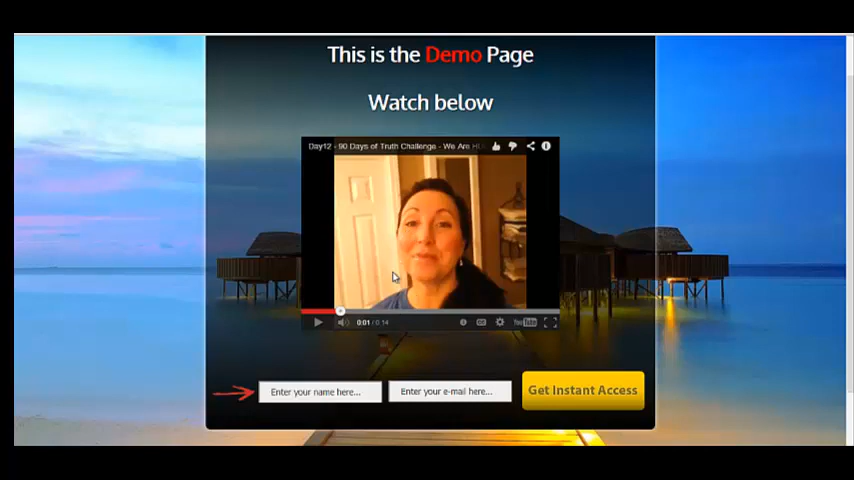 This is the Demo Page
Watch below
Day12 - 90 Days of Truth Challenge - We Are
0:01 / 0:14
YouTube
Enter your name here...
Enter your e-mail here...
Get Instant Access